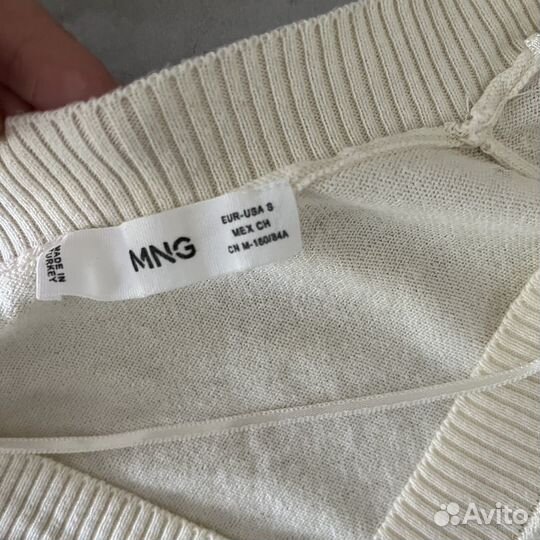 MADE IN
TURKEY
MNG
EUR-USA S
MEX CH
CN M-160/84A
Avito